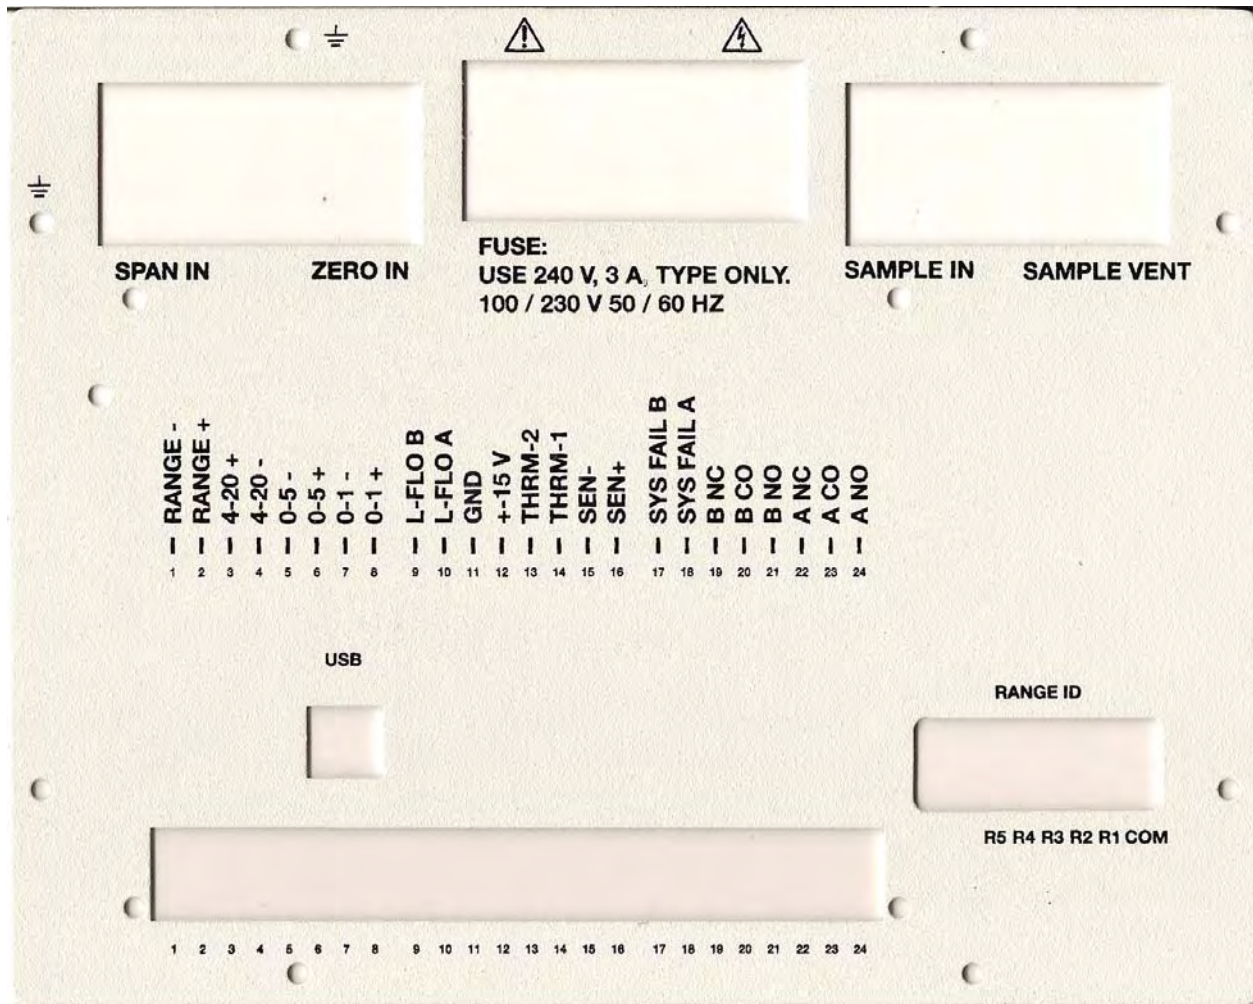 SPAN IN ZERO IN
FUSE:
USE 240 V, 3 A, TYPE ONLY.
100 / 230 V 50 / 60 HZ
SAMPLE IN SAMPLE VENT
RANGE -
RANGE +
4-20 +
4-20 -
0-5 -
0-5 +
0-1 -
0-1 +
L-FLO B
L-FLO A
GND
+-15 V
THRM-2
THRM-1
SEN-
SEN+
SYS FAIL B
SYS FAIL A
B NC
B CO
B NO
A NC
A CO
A NO
1 2 3 4 5 6 7 8 9 10 11 12 13 14 15 16 17 18 19 20 21 22 23 24
USB
RANGE ID
R5 R4 R3 R2 R1 COM
1 2 3 4 5 6 7 8 9 10 11 12 13 14 15 16 17 18 19 20 21 22 23 24